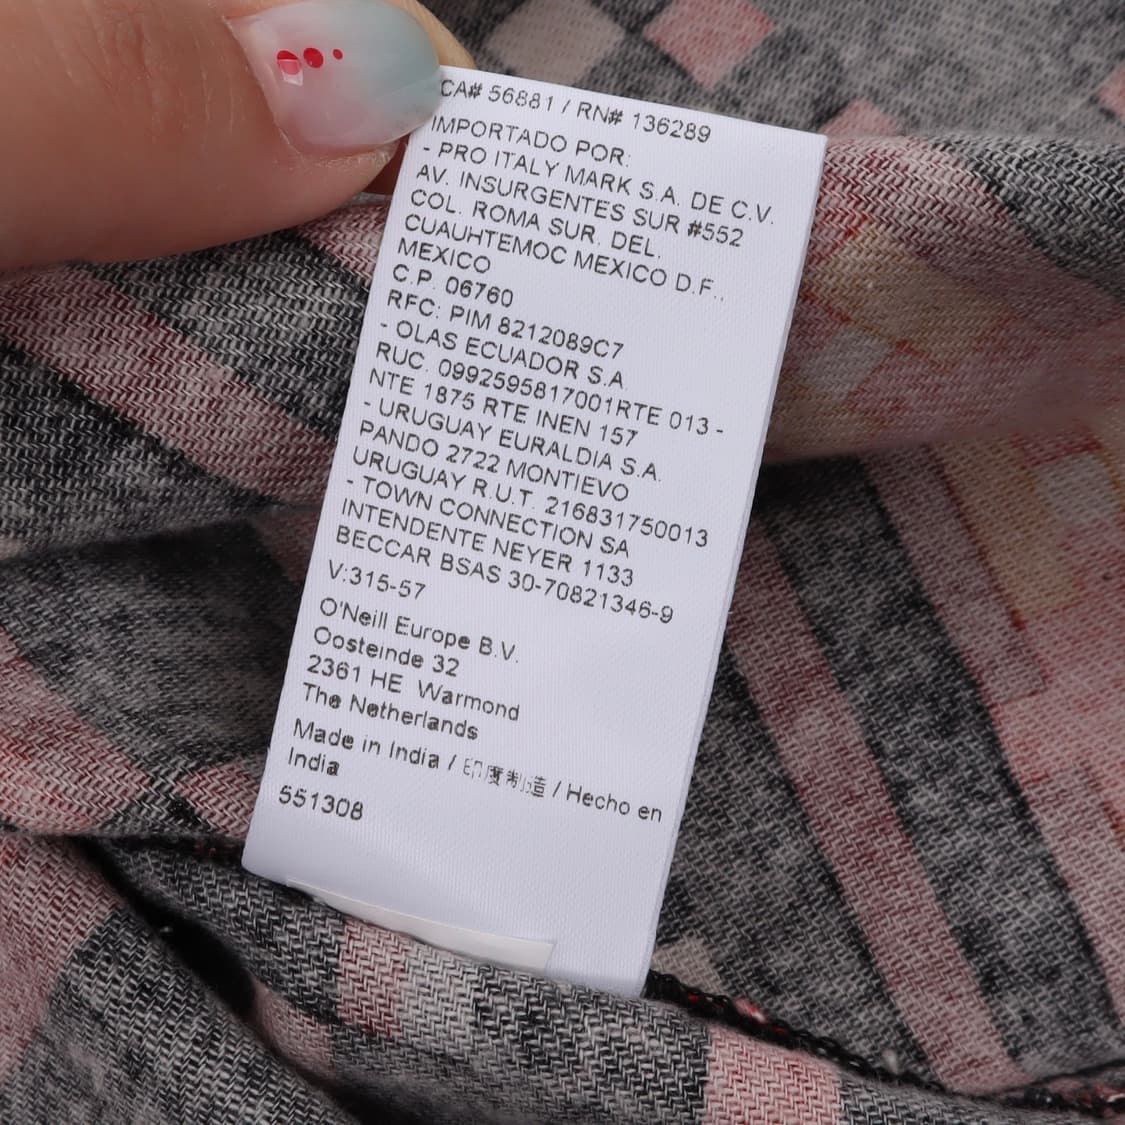 CA# 56881 / RN# 136289
IMPORTADO POR:
- PRO ITALY MARK S.A. DE C.V.
AV. INSURGENTES SUR #552
COL. ROMA SUR. DEL.
CUAUHTEMOC MEXICO D.F.,
MEXICO
C.P. 06760
RFC: PIM 8212089C7
- OLAS ECUADOR S.A.
RUC. 0992595817001RTE 013 -
NTE 1875 RTE INEN 157
- URUGUAY EURALDIA S.A.
PANDO 2722 MONTIEVO
URUGUAY R.U.T. 216831750013
- TOWN CONNECTION SA
INTENDENTE NEYER 1133
BECCAR BSAS 30-70821346-9
V:315-57
O'Neill Europe B.V.
Oosteinde 32
2361 HE Warmond
The Netherlands
Made in India / 印度制造 / Hecho en
India
551308